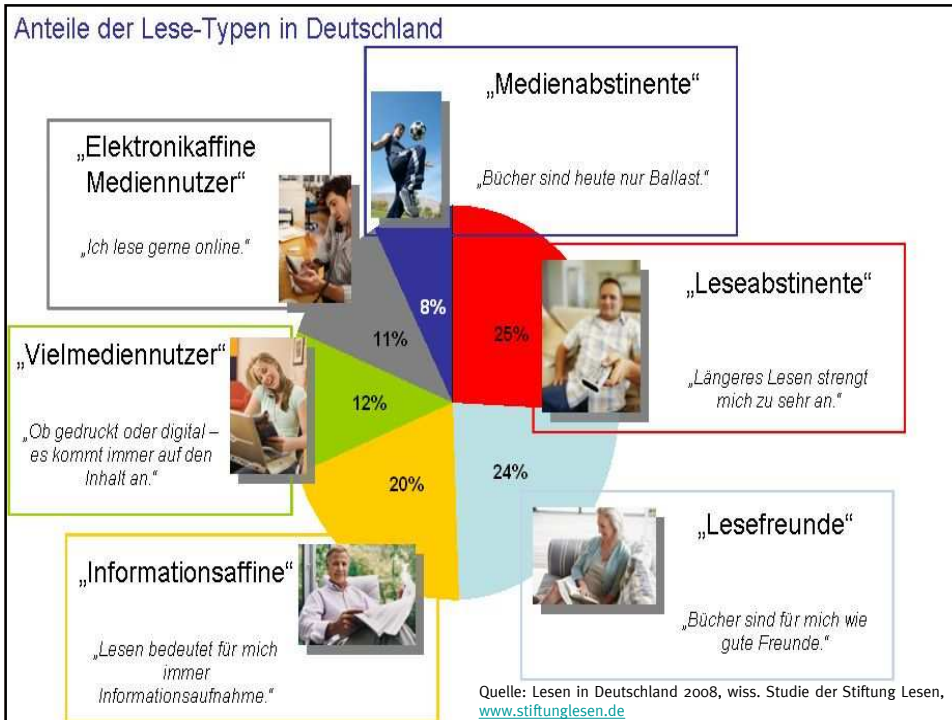 Anteile der Lese-Typen in Deutschland
„Medienabstinente“
„Bücher sind heute nur Ballast.“
„Elektronikaffine
Mediennutzer“
„Ich lese gerne online.“
8%
25%
11%
12%
20%
24%
„Leseabstinente“
„Längeres Lesen strengt
mich zu sehr an.“
„Vielmediennutzer“
„Ob gedruckt oder digital –
es kommt immer auf den
Inhalt an.“
„Lesefreunde“
„Bücher sind für mich wie
gute Freunde.“
„Informationsaffine“
„Lesen bedeutet für mich
immer
Informationsaufnahme.“
Quelle: Lesen in Deutschland 2008, wiss. Studie der Stiftung Lesen,
www.stiftunglesen.de